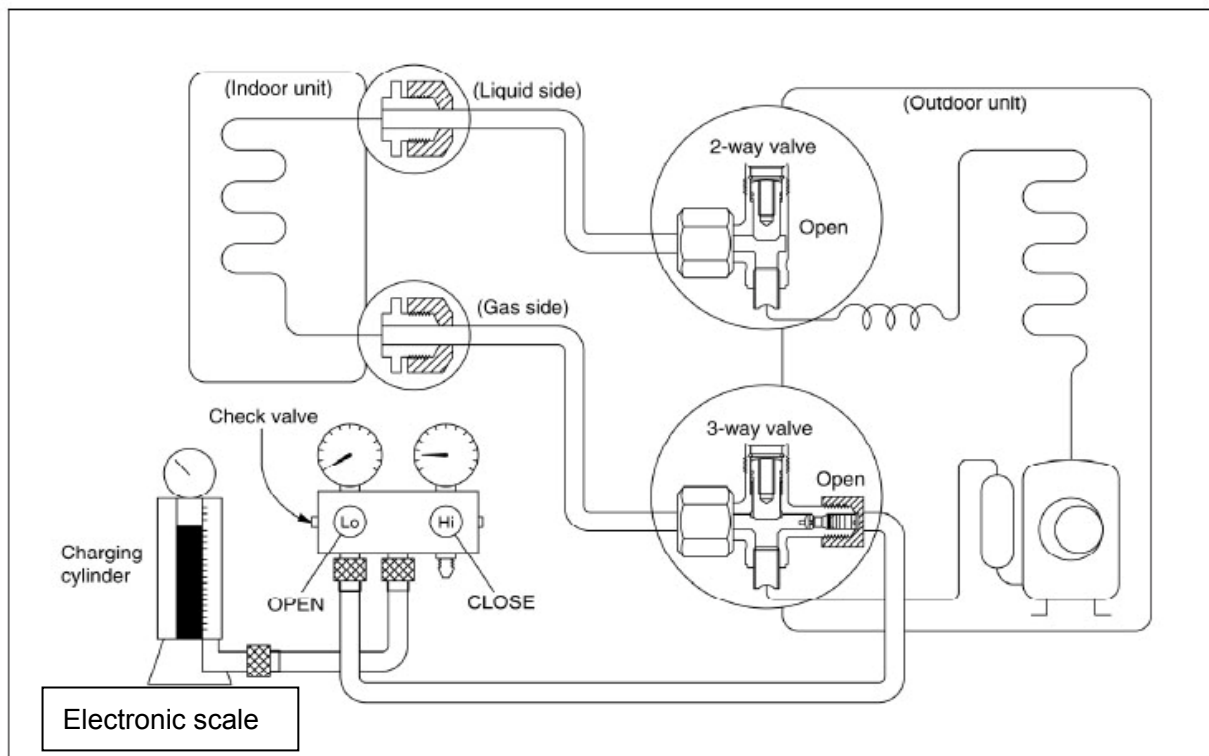 (Indoor unit)
(Liquid side)
(Outdoor unit)
2-way valve
Open
(Gas side)
Check valve
3-way valve
Open
Lo
Hi
Charging
cylinder
OPEN
CLOSE
Electronic scale